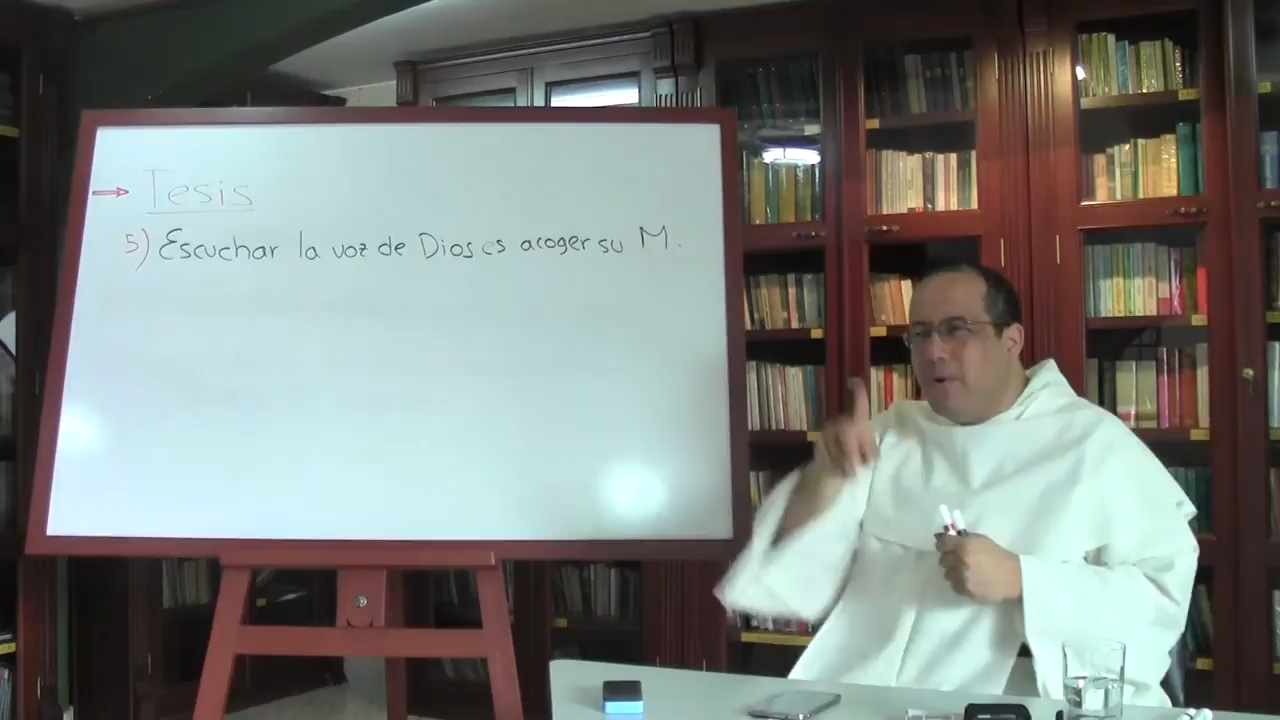 → Tesis
5) Escuchar la voz de Dios es acoger su M.